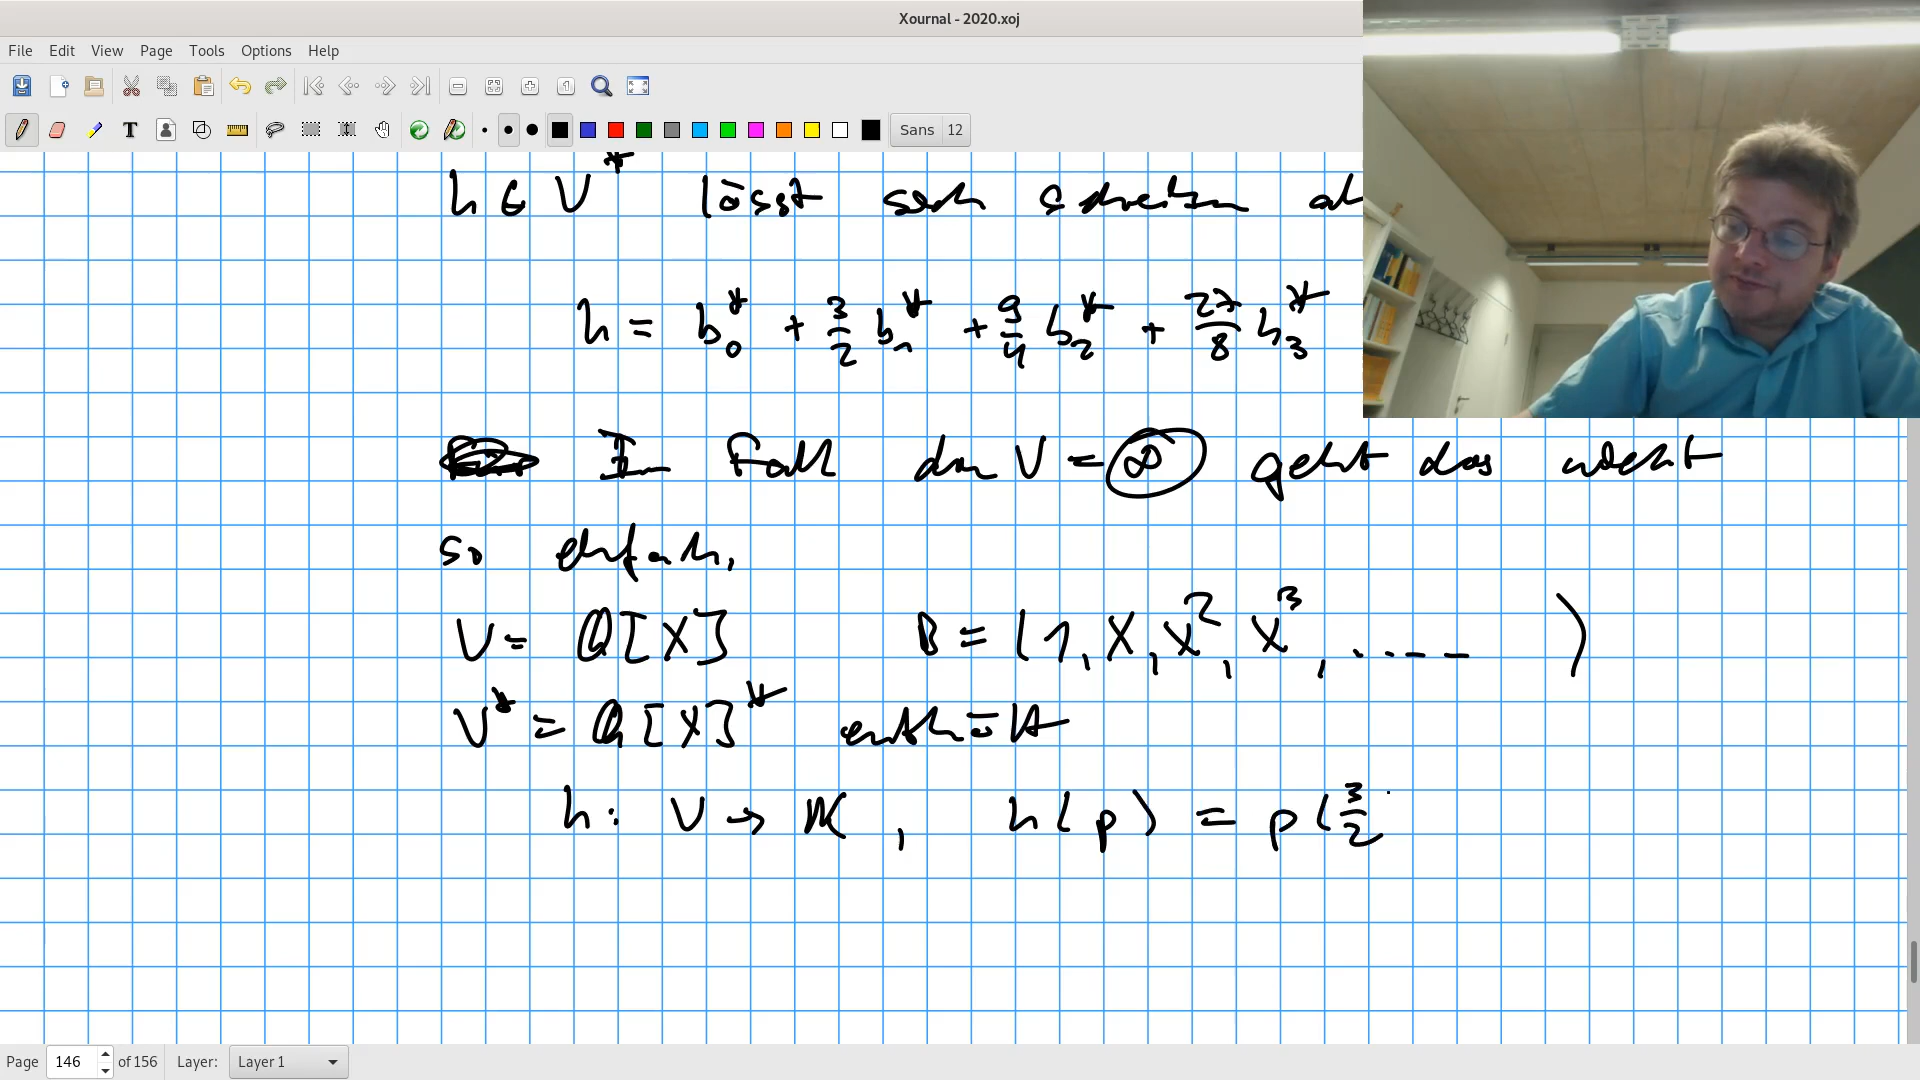 Xournal - 2020.xoj
File Edit View Page Tools Options Help
Sans 12
h ∈ V* lässt sich schreiben als
h = b₀* + 3/2 b₁* + 9/4 b₂* + 27/8 b₃*
Im Fall dim V = ∞ geht das nicht
so einfach.
V = ℚ[X] B = (1, X, X², X³, ..... )
V* = ℚ[X]* enthält
h: V → K , h(p) = p(3/2
Page 146 of 156 Layer: Layer 1